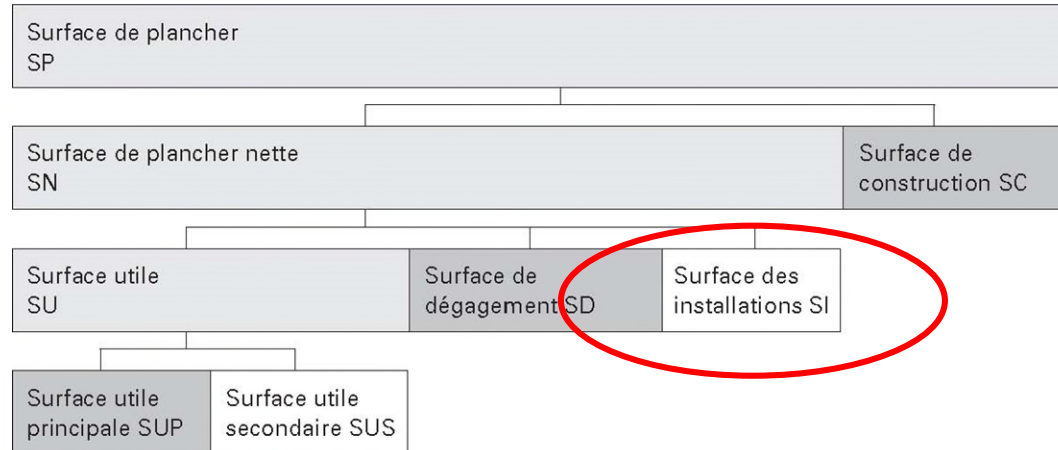 Surface de plancher
SP
Surface de plancher nette
SN
Surface de
construction SC
Surface utile
SU
Surface de
dégagement SD
Surface des
installations SI
Surface utile
principale SUP
Surface utile
secondaire SUS